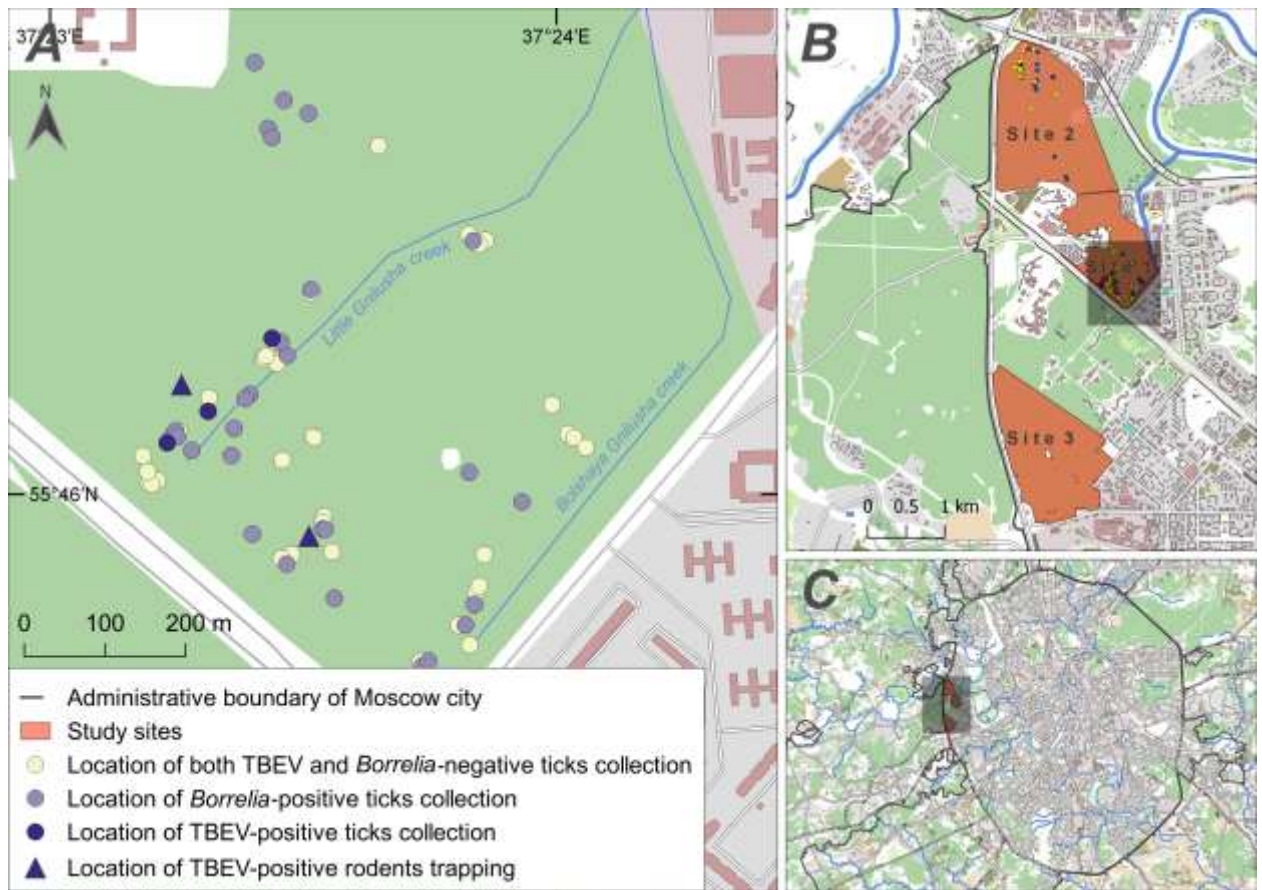 A
37°23'E
37°24'E
N
Little Gnilusha creek
Bolshaya Gnilusha creek
55°46'N
0 100 200 m
Administrative boundary of Moscow city
Study sites
Location of both TBEV and Borrelia-negative ticks collection
Location of Borrelia-positive ticks collection
Location of TBEV-positive ticks collection
Location of TBEV-positive rodents trapping
B
Site 2
Site 3
0 0.5 1 km
C